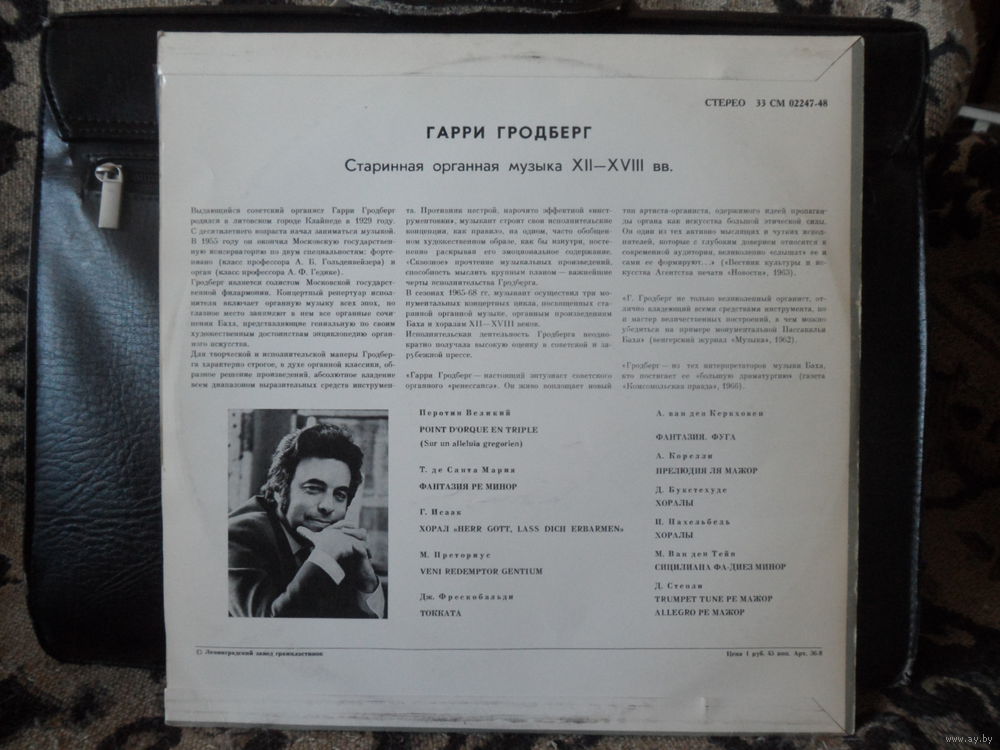 СТЕРЕО 33 СМ 02247-48
ГАРРИ ГРОДБЕРГ
Старинная органная музыка XII—XVIII вв.
Выдающийся советский органист Гарри Гродберг
родился в литовском городе Клайпеде в 1929 году.
С десятилетнего возраста начал заниматься музыкой.
В 1955 году он окончил Московскую государствен-
ную консерваторию по двум специальностям: форте-
пиано (класс профессора А. Б. Гольденвейзера) и
орган (класс профессора А. Ф. Гедике).
Гродберг является солистом Московской государст-
венной филармонии. Концертный репертуар испол-
нителя включает органную музыку всех эпох, но
главное место занимают в нем все органные сочи-
нения Баха, представляющие гениальную по своим
художественным достоинствам энциклопедию орган-
ного искусства.
Для творческой и исполнительской манеры Гродбер-
га характерно строгое, в духе органной классики, об-
разное решение произведений, абсолютное владение
всем диапазоном выразительных средств инструмен-
та. Противник пестрой, нарочито эффектной «инст-
рументовки», музыкант строит свои исполнительские
концепции, как правило, на одном, часто обобщен-
ном художественном образе, как бы изнутри, посте-
пенно раскрывая его эмоциональное содержание.
«Сквозное» прочтение музыкальных произведений,
способность мыслить крупным планом — важнейшие
черты исполнительства Гродберга.
В сезонах 1965-68 гг. музыкант осуществил три мо-
нументальных концертных цикла, посвященных ста-
ринной органной музыке, органным произведениям
Баха и хоралам XII—XVIII веков.
Исполнительская деятельность Гродберга неодно-
кратно получала высокую оценку в советской и за-
рубежной прессе.
«Гарри Гродберг — настоящий энтузиаст советского
органного «ренессанса». Он живо воплощает новый
тип артиста-органиста, одержимого идеей пропаган-
ды органа как искусства большой этической силы.
Он один из тех активно мыслящих и чутких испол-
нителей, которые с глубоким доверием относятся к
современной аудитории, великолепно «слышат» ее и
сами ее формируют...» («Вестник культуры и ис-
кусства Агентства печати «Новости», 1963).
«Г. Гродберг не только великолепный органист, от-
лично владеющий всеми средствами инструмента, но
и мастер величественных построений, в чем можно
убедиться на примере монументальной Пассакальи
Баха» (венгерский журнал «Музыка», 1962).
«Гродберг — из тех интерпретаторов музыки Баха,
кто постигает ее «большую драматургию» (газета
«Комсомольская правда», 1966).
Перотин Великий
POINT D'ORQUE EN TRIPLE
(Sur un alleluia gregorien)
Т. де Санта Мариа
ФАНТАЗИЯ РЕ МИНОР
Г. Исаак
ХОРАЛ «HERR GOTT, LASS DICH ERBARMEN»
М. Преториус
VENI REDEMPTOR GENTIUM
Дж. Фрескобальди
ТОККАТА
А. ван ден Керкховен
ФАНТАЗИЯ. ФУГА
А. Корелли
ПРЕЛЮДИЯ ЛЯ МАЖОР
Д. Букстехуде
ХОРАЛЫ
И. Пахельбель
ХОРАЛЫ
М. Ван ден Гейн
СИЦИЛИАНА ФА-ДИЕЗ МИНОР
Д. Стенли
TRUMPET TUNE РЕ МАЖОР
ALLEGRO РЕ МАЖОР
© Ленинградский завод грампластинок
Цена 1 руб. 45 коп. Арт. 36-8
www.ay.by